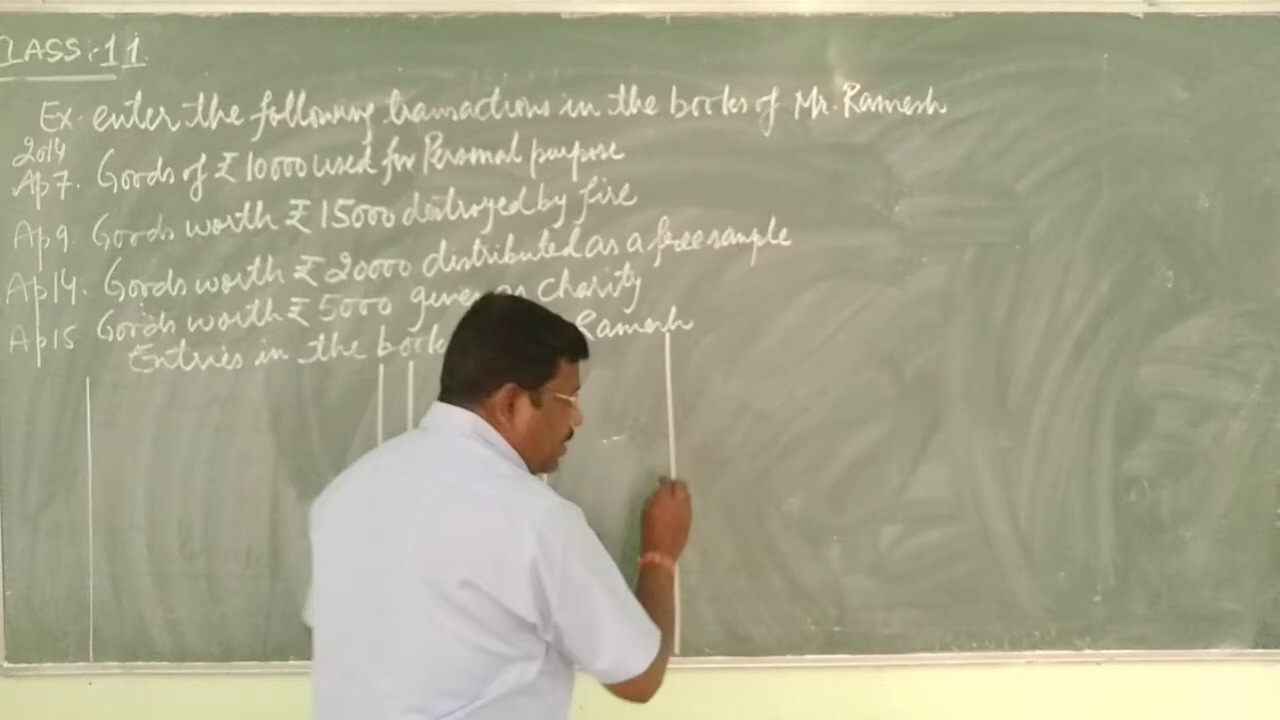 CLASS:-11
Ex. enter the following transactions in the books of Mr. Ramesh
2014
Ap 7. Goods of ₹ 10000 used for Personal purpose
Ap 9. Goods worth ₹ 15000 destroyed by fire
Ap 14. Goods worth ₹ 20000 distributed as a free sample
Ap 15 Goods worth ₹ 5000 given as charity
Entries in the book Ramesh